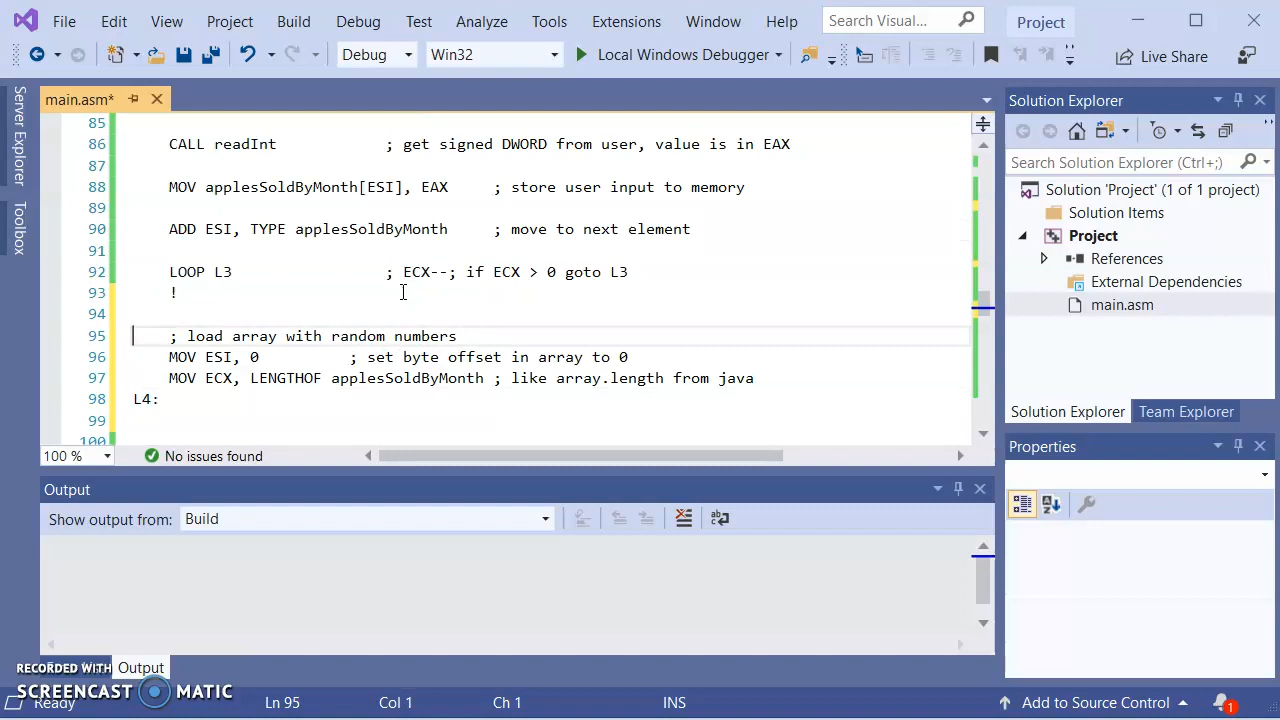 File Edit View Project Build Debug Test Analyze Tools Extensions Window Help Search Visual... Project
Debug Win32 Local Windows Debugger Live Share
Server Explorer
Toolbox
main.asm*
85
86 CALL readInt ; get signed DWORD from user, value is in EAX
87
88 MOV applesSoldByMonth[ESI], EAX ; store user input to memory
89
90 ADD ESI, TYPE applesSoldByMonth ; move to next element
91
92 LOOP L3 ; ECX--; if ECX > 0 goto L3
93 !
94
95 ; load array with random numbers
96 MOV ESI, 0 ; set byte offset in array to 0
97 MOV ECX, LENGTHOF applesSoldByMonth ; like array.length from java
98 L4:
99
100
100 % No issues found
Output
Show output from: Build
Output
Solution Explorer
Search Solution Explorer (Ctrl+;)
Solution 'Project' (1 of 1 project)
Solution Items
Project
References
External Dependencies
main.asm
Solution Explorer Team Explorer
Properties
RECORDED WITH
SCREENCAST MATIC
Ready Ln 95 Col 1 Ch 1 INS Add to Source Control 1